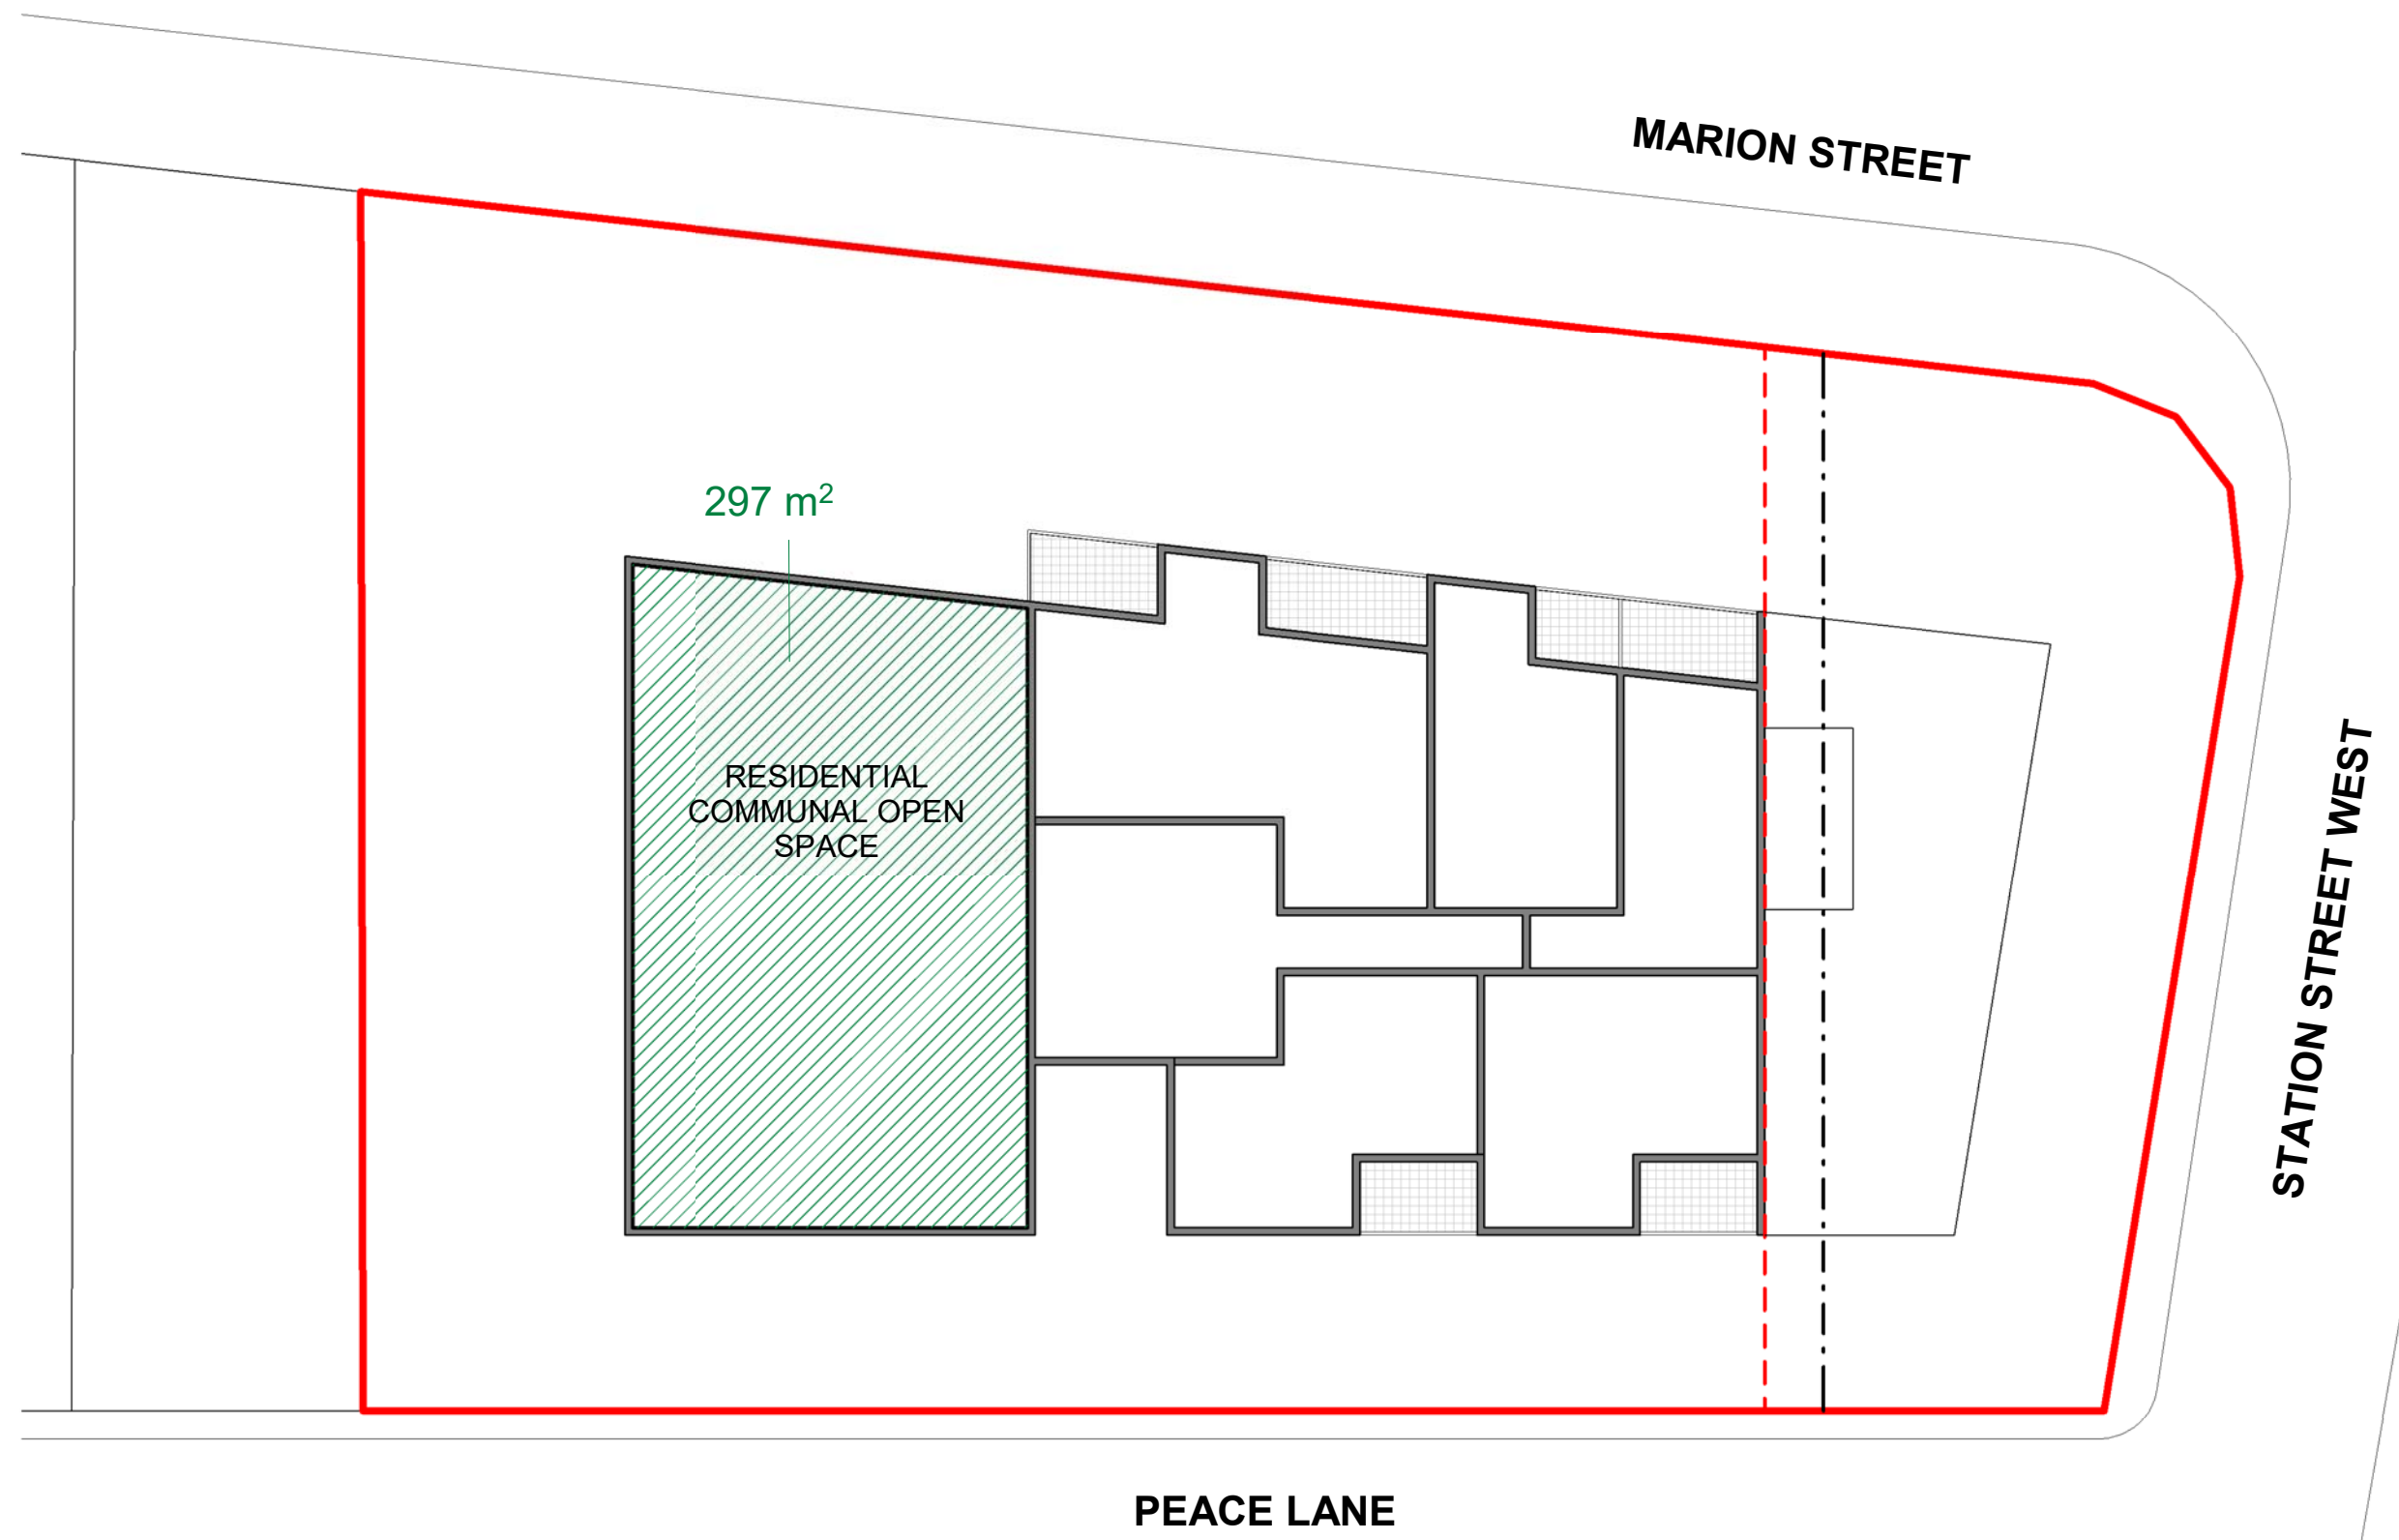 MARION STREET
297 m²
RESIDENTIAL
COMMUNAL OPEN
SPACE
STATION STREET WEST
PEACE LANE